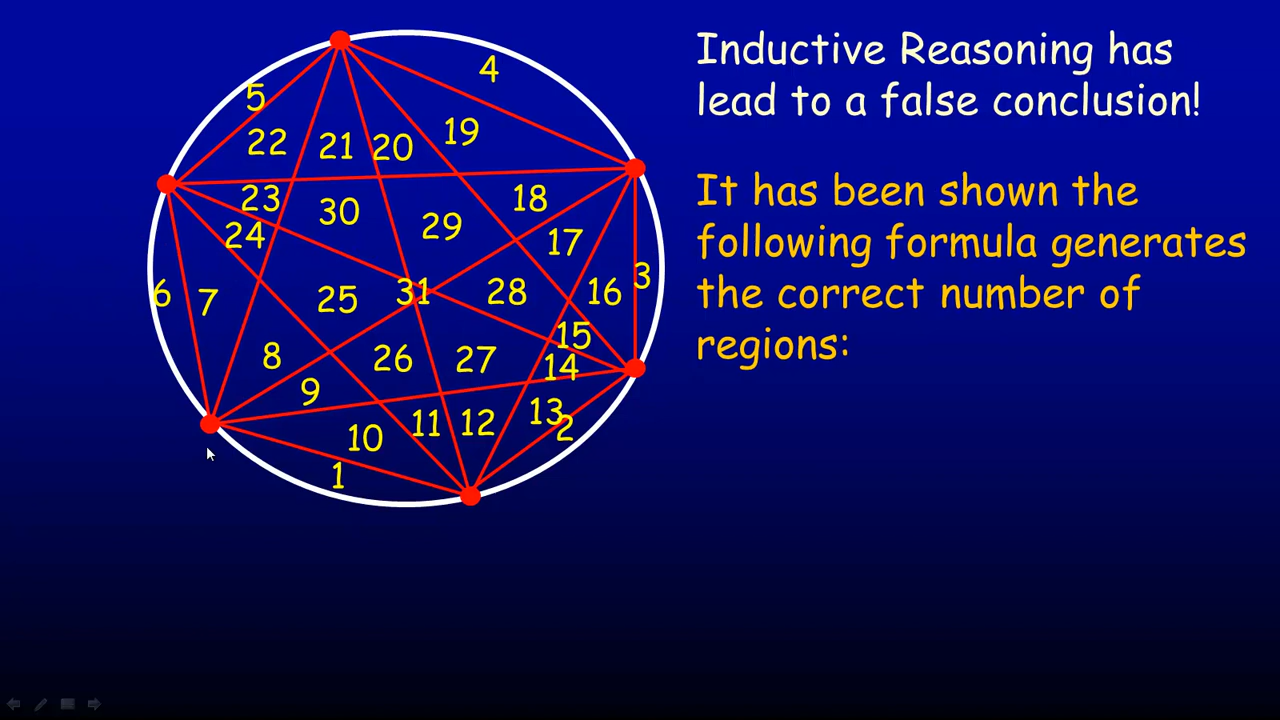 Inductive Reasoning has
lead to a false conclusion!
It has been shown the
following formula generates
the correct number of
regions:
4
5
22 21 20 19
23 30 29 18
24 17
6 7 25 31 28 16 3
15
8 26 27 14
9
10 11 12 13 2
1